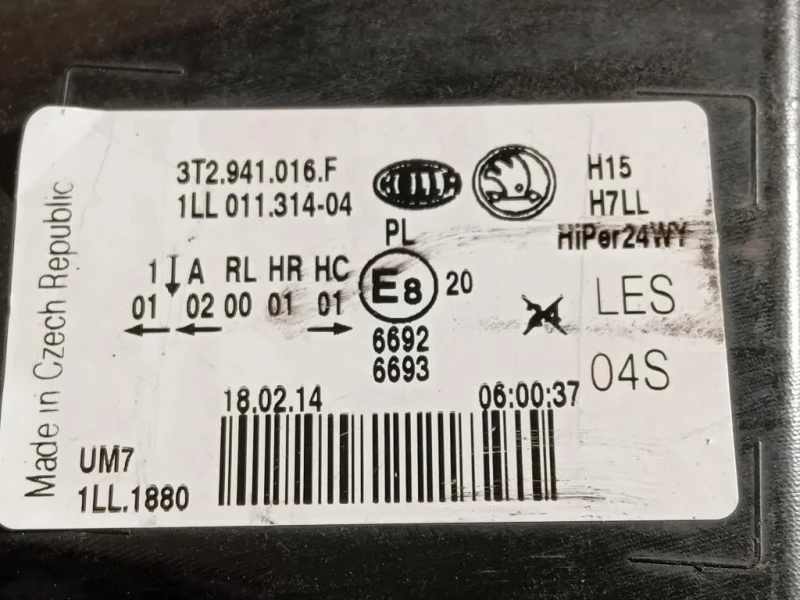 Made in Czech Republic
3T2.941.016.F
1LL 011.314-04
HELLA
H15
H7LL
HiPer24WY
PL
1 A RL HR HC
01 02 00 01 01
E8 20
6692
6693
24
LES
04S
18.02.14 06:00:37
UM7
1LL.1880